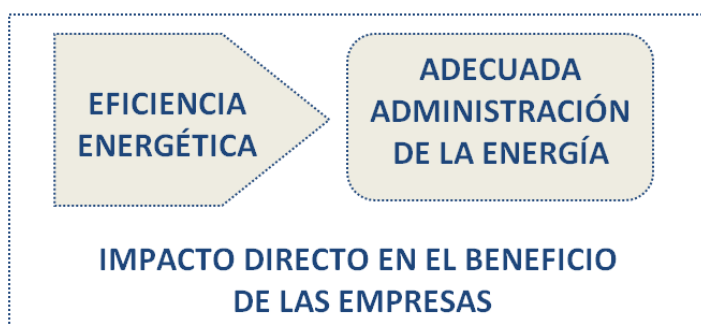 EFICIENCIA
ENERGÉTICA
ADECUADA
ADMINISTRACIÓN
DE LA ENERGÍA
IMPACTO DIRECTO EN EL BENEFICIO
DE LAS EMPRESAS